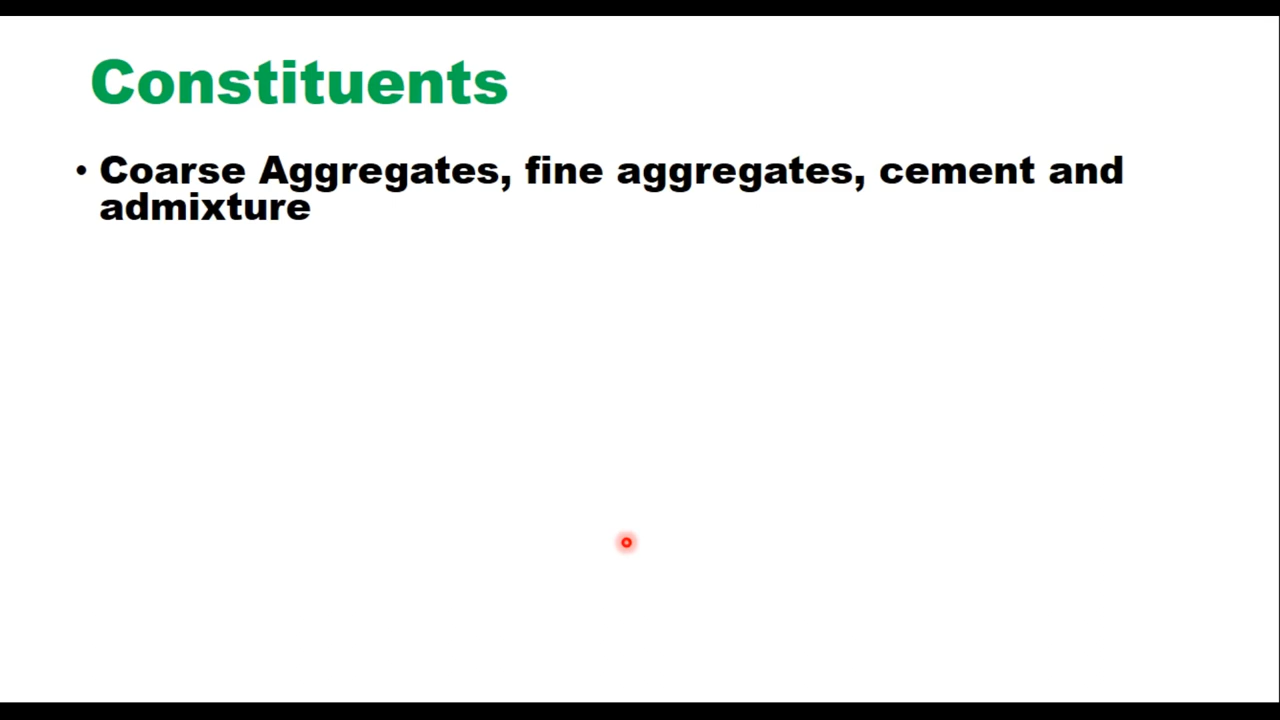 Constituents
• Coarse Aggregates, fine aggregates, cement and
admixture